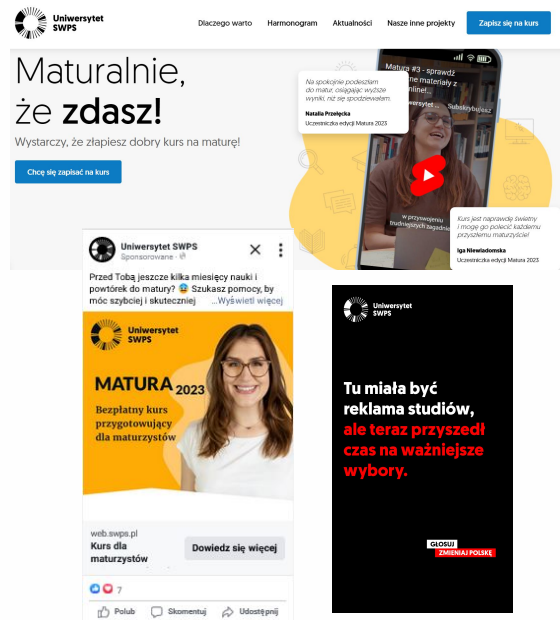 Uniwersytet
SWPS
Dlaczego warto
Harmonogram
Aktualności
Nasze inne projekty
Zapisz się na kurs
Maturalnie,
że zdasz!
Wystarczy, że złapiesz dobry kurs na maturę!
Chcę się zapisać na kurs
Matura #3 - sprawdź
materiały z
nline!...
Subskrybujesz
Na spokojnie podeszłam
do matur, osiągając wyższe
wyniki, niż się spodziewałam.
Natalia Przełęcka
Uczestniczka edycji Matura 2023
w przyswojeniu
trudniejszych zagadnie
Kurs jest naprawdę świetny
i mogę go polecić każdemu
przyszłemu maturzyście!
Iga Niewiadomska
Uczestniczka edycji Matura 2023
Uniwersytet SWPS
Sponsorowane
Przed Tobą jeszcze kilka miesięcy nauki i
powtórek do matury? 😰 Szukasz pomocy, by
móc szybciej i skuteczniej ...Wyświetl więcej
Uniwersytet
SWPS
MATURA 2023
Bezpłatny kurs
przygotowujący
dla maturzystów
web.swps.pl
Kurs dla
maturzystów
Dowiedz się więcej
7
Polub
Skomentuj
Udostępnij
Uniwersytet
SWPS
Tu miała być
reklama studiów,
ale teraz przyszedł
czas na ważniejsze
wybory.
GŁOSUJ
ZMIENIAJ POLSKĘ